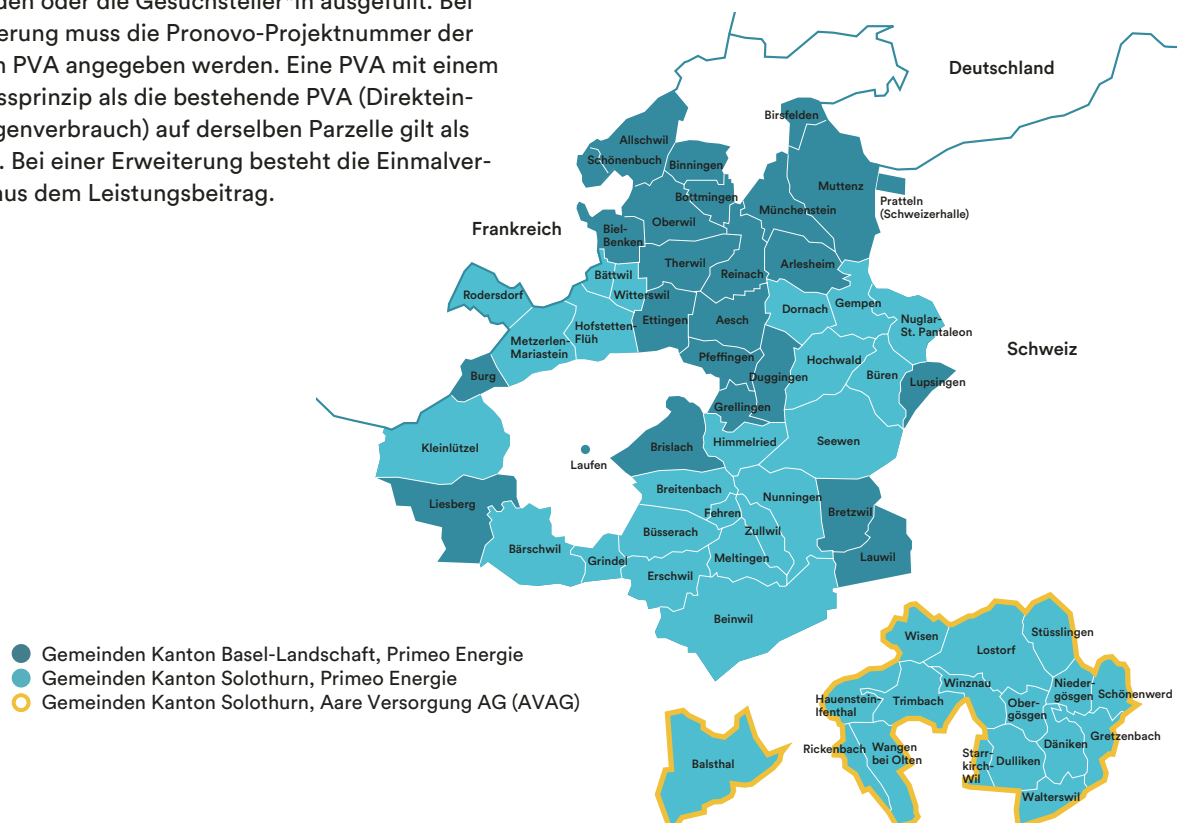 den oder die Gesuchsteller*in ausgefüllt. Bei
erung muss die Pronovo-Projektnummer der
n PVA angegeben werden. Eine PVA mit einem
ssprinzip als die bestehende PVA (Direktein-
genverbrauch) auf derselben Parzelle gilt als
. Bei einer Erweiterung besteht die Einmalver-
aus dem Leistungsbeitrag.
Deutschland
Birsfelden
Allschwil
Schönenbuch
Binningen
Muttenz
Bottmingen
Pratteln
(Schweizerhalle)
Münchenstein
Oberwil
Frankreich
Biel-
Benken
Therwil
Reinach
Arlesheim
Bättwil
Rodersdorf
Witterswil
Gempen
Dornach
Ettingen
Aesch
Nuglar-
St. Pantaleon
Hofstetten-
Flüh
Metzerlen-
Mariastein
Schweiz
Pfeffingen
Hochwald
Burg
Duggingen
Büren
Lupsingen
Grellingen
Kleinlützel
Brislach
Himmelried
Seewen
Laufen
Breitenbach
Nunningen
Liesberg
Fehren
Bretzwil
Büsserach
Zullwil
Bärschwil
Grindel
Meltingen
Lauwil
Erschwil
Beinwil
Gemeinden Kanton Basel-Landschaft, Primeo Energie
Gemeinden Kanton Solothurn, Primeo Energie
Gemeinden Kanton Solothurn, Aare Versorgung AG (AVAG)
Wisen
Stüsslingen
Lostorf
Winznau
Nieder-
gösgen
Schönenwerd
Hauenstein-
Ifenthal
Trimbach
Ober-
gösgen
Gretzenbach
Rickenbach
Wangen
bei Olten
Däniken
Starr-
kirch-
Wil
Dulliken
Balsthal
Walterswil